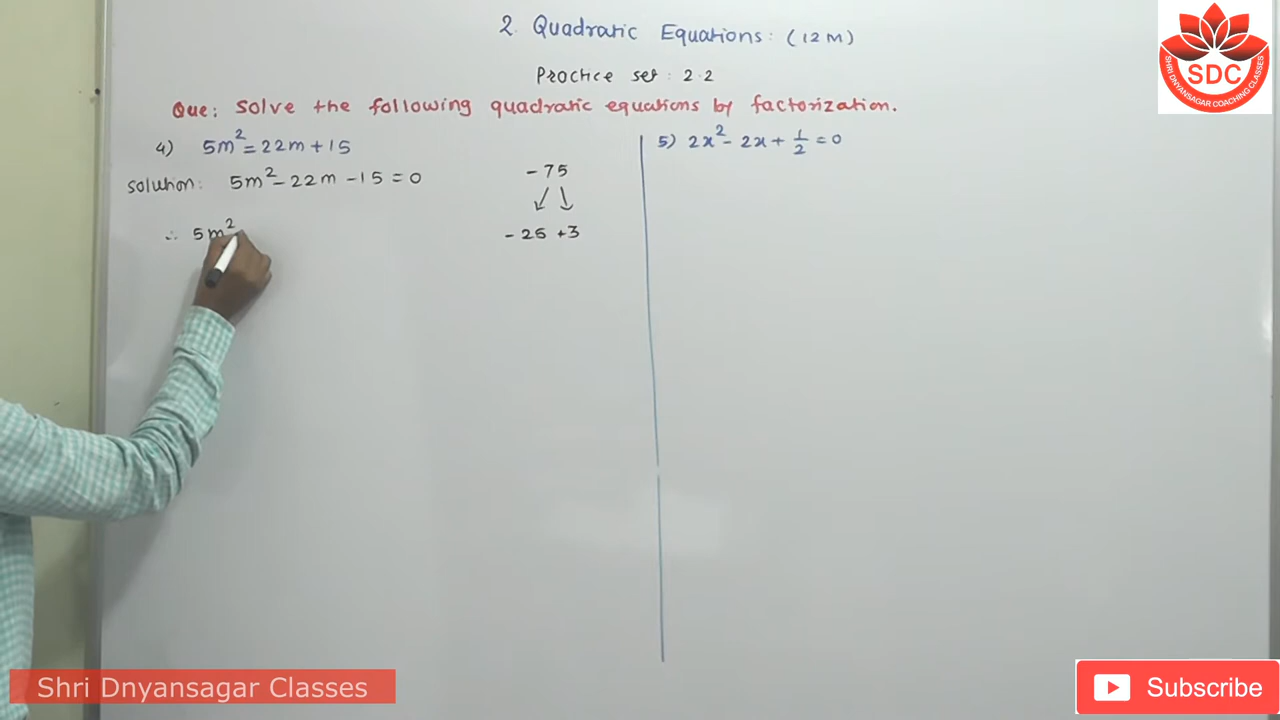 2. Quadratic Equations: (12M)
Practice set: 2.2
Que: Solve the following quadratic equations by factorization.
4) 5m² = 22m + 15
Solution: 5m² - 22m - 15 = 0
- 75
↙ ↘
- 25 +3
∴ 5m²
5) 2x² - 2x + 1/2 = 0
SDC
SHRI DNYANSAGAR COACHING CLASSES
Shri Dnyansagar Classes
Subscribe